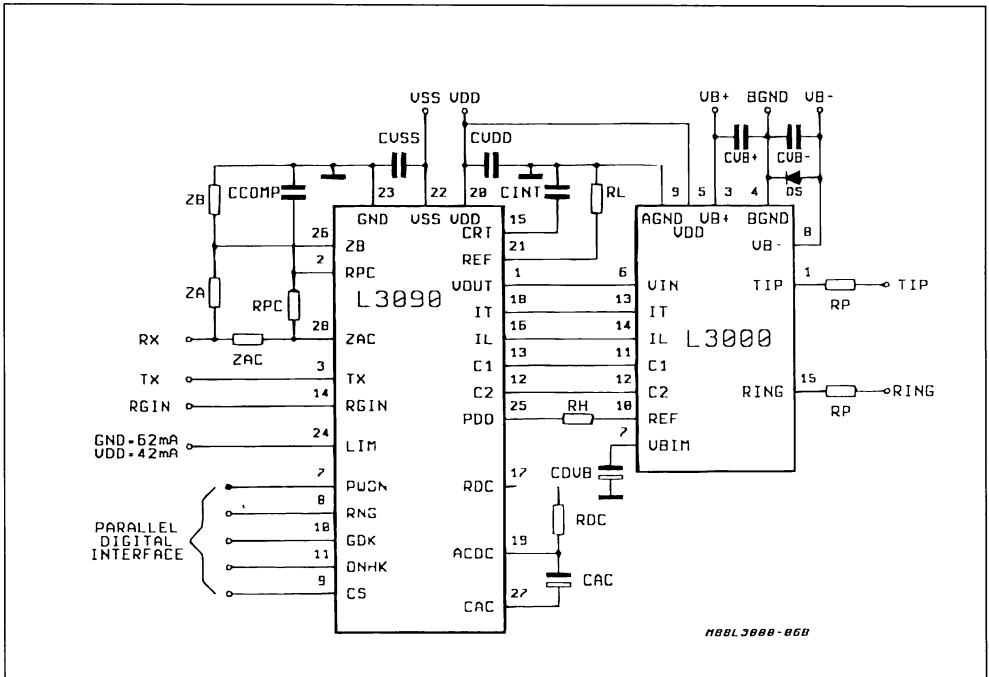 VSS VDD
VB+ BGND VB-
CVSS CVDD
CVB+ CVB-
DS
ZB CCOMP
23 22 20 CINT RL
9 5 3 4
GND VSS VDD
15
CRT
AGND VB+ BGND
VDD
26
ZB
21
REF
8
VB-
2
RPC
1
VOUT
6
VIN
TIP
1
TIP
RP
ZA
RPC
L3090
18
IT
13
IT
RX
28
ZAC
ZAC
16
IL
14
IL
L3000
3
TX
TX
13
C1
11
C1
14
RGIN
RGIN
12
C2
12
C2
RING
15
RING
RP
25
PDO
RH
10
REF
GND=62mA
VDD=42mA
24
LIM
7
VBIM
CDVB
7
PWON
RDC
17
8
RNG
RDC
PARALLEL
DIGITAL
INTERFACE
10
GDK
11
ONHK
ACDC
19
9
CS
CAC
CAC
27
M88L3000-06B